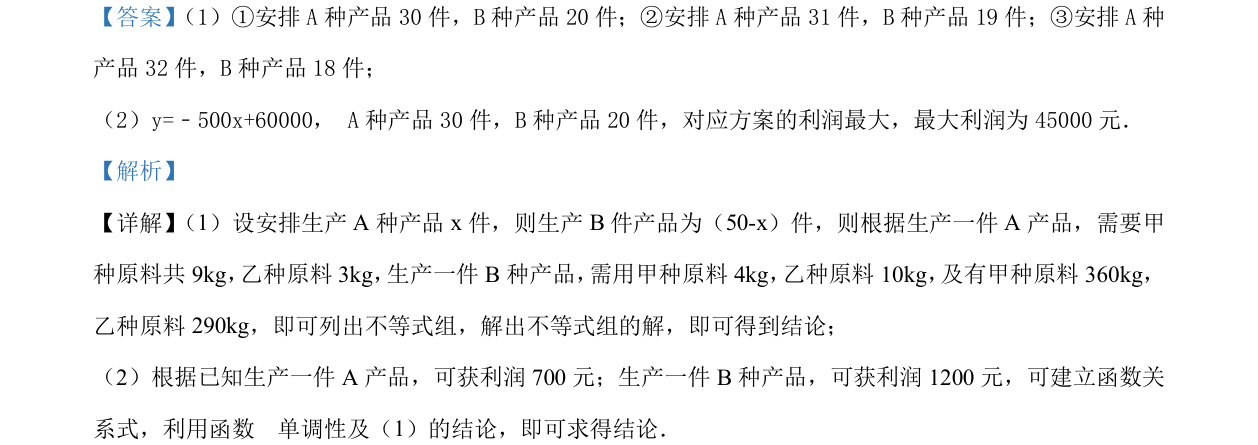 【答案】(1)①安排 A 种产品 30 件，B 种产品 20 件；②安排 A 种产品 31 件，B 种产品 19 件；③安排 A 种
产品 32 件，B 种产品 18 件；
（2）y=﹣500x+60000， A 种产品 30 件，B 种产品 20 件，对应方案的利润最大，最大利润为 45000 元．
【解析】
【详解】（1）设安排生产 A 种产品 x 件，则生产 B 件产品为（50-x）件，则根据生产一件 A 产品，需要甲
种原料共 9kg，乙种原料 3kg，生产一件 B 种产品，需用甲种原料 4kg，乙种原料 10kg，及有甲种原料 360kg，
乙种原料 290kg，即可列出不等式组，解出不等式组的解，即可得到结论；
（2）根据已知生产一件 A 产品，可获利润 700 元；生产一件 B 种产品，可获利润 1200 元，可建立函数关
系式，利用函数 单调性及（1）的结论，即可求得结论．